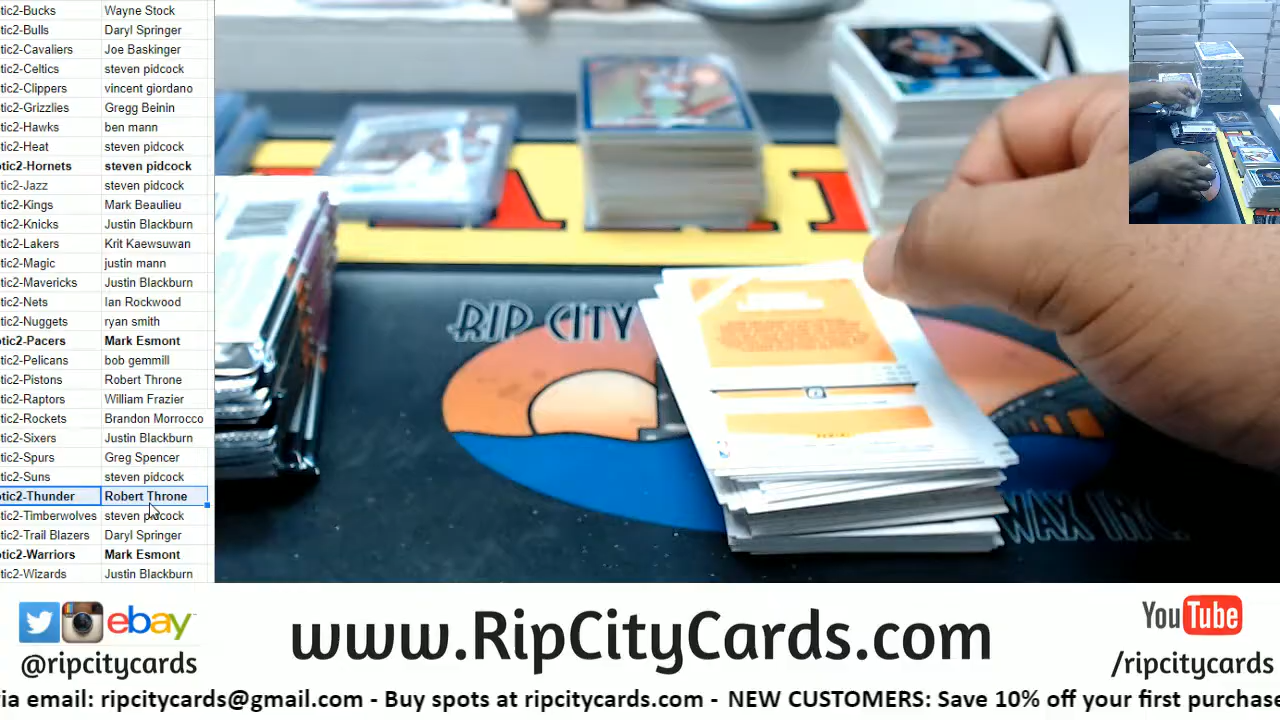 tic2-Bucks Wayne Stock
tic2-Bulls Daryl Springer
tic2-Cavaliers Joe Baskinger
tic2-Celtics steven pidcock
tic2-Clippers vincent giordano
tic2-Grizzlies Gregg Beinin
tic2-Hawks ben mann
tic2-Heat steven pidcock
otic2-Hornets steven pidcock
tic2-Jazz steven pidcock
tic2-Kings Mark Beaulieu
tic2-Knicks Justin Blackburn
tic2-Lakers Krit Kaewsuwan
tic2-Magic justin mann
tic2-Mavericks Justin Blackburn
tic2-Nets Ian Rockwood
tic2-Nuggets ryan smith
otic2-Pacers Mark Esmont
tic2-Pelicans bob gemmill
tic2-Pistons Robert Throne
tic2-Raptors William Frazier
tic2-Rockets Brandon Morrocco
tic2-Sixers Justin Blackburn
tic2-Spurs Greg Spencer
tic2-Suns steven pidcock
otic2-Thunder Robert Throne
tic2-Timberwolves steven pidcock
tic2-Trail Blazers Daryl Springer
otic2-Warriors Mark Esmont
tic2-Wizards Justin Blackburn
RIP CITY
WAX INC.
ebay
@ripcitycards
www.RipCityCards.com
YouTube
/ripcitycards
via email: ripcitycards@gmail.com - Buy spots at ripcitycards.com - NEW CUSTOMERS: Save 10% off your first purchase